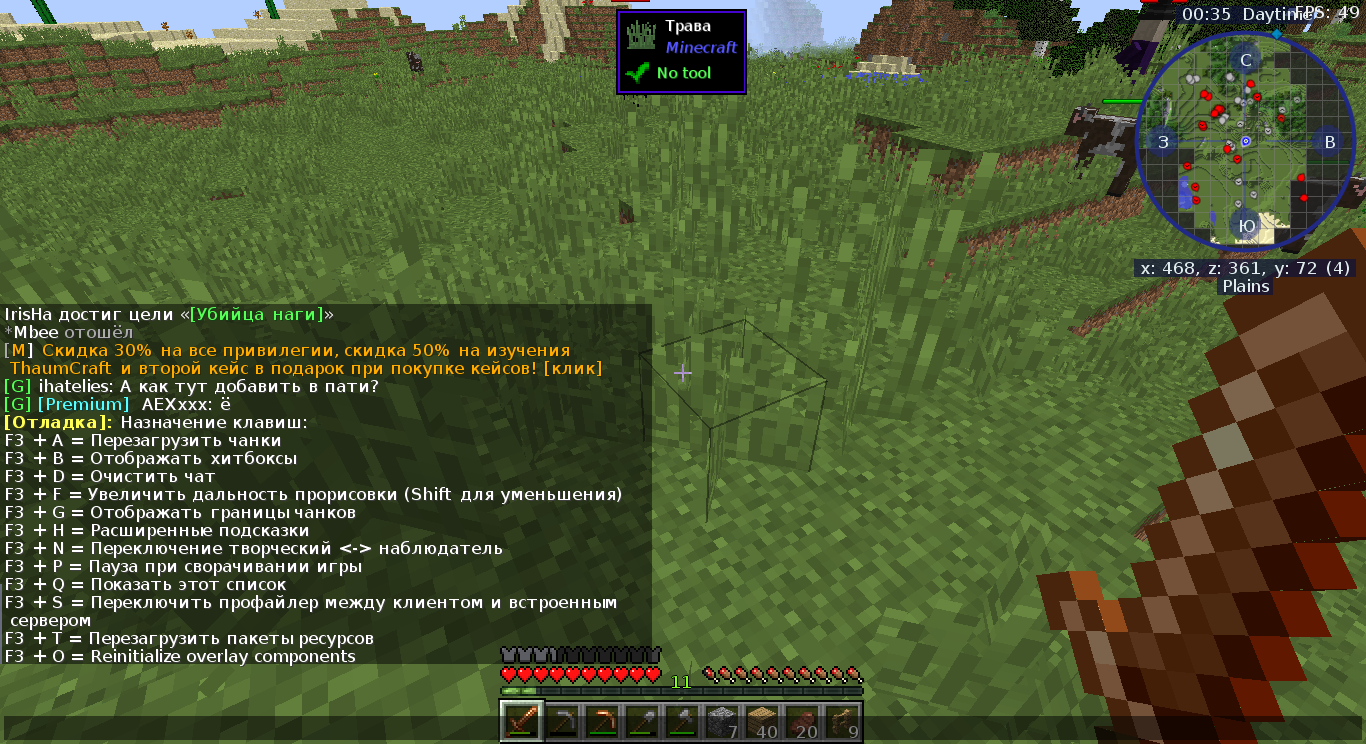 Трава
Minecraft
No tool
00:35 Daytime
FPS: 49
С
З
В
Ю
x: 468, z: 361, y: 72 (4)
Plains
IrisHa достиг цели «[Убийца наги]»
*Mbee отошёл
[M] Скидка 30% на все привилегии, скидка 50% на изучения
ThaumCraft и второй кейс в подарок при покупке кейсов! [клик]
[G] ihatelies: А как тут добавить в пати?
[G] [Premium] AEXxxx: ё
[Отладка]: Назначение клавиш:
F3 + A = Перезагрузить чанки
F3 + B = Отображать хитбоксы
F3 + D = Очистить чат
F3 + F = Увеличить дальность прорисовки (Shift для уменьшения)
F3 + G = Отображать границы чанков
F3 + H = Расширенные подсказки
F3 + N = Переключение творческий <-> наблюдатель
F3 + P = Пауза при сворачивании игры
F3 + Q = Показать этот список
F3 + S = Переключить профайлер между клиентом и встроенным
сервером
F3 + T = Перезагрузить пакеты ресурсов
F3 + O = Reinitialize overlay components
11
7
40
20
9